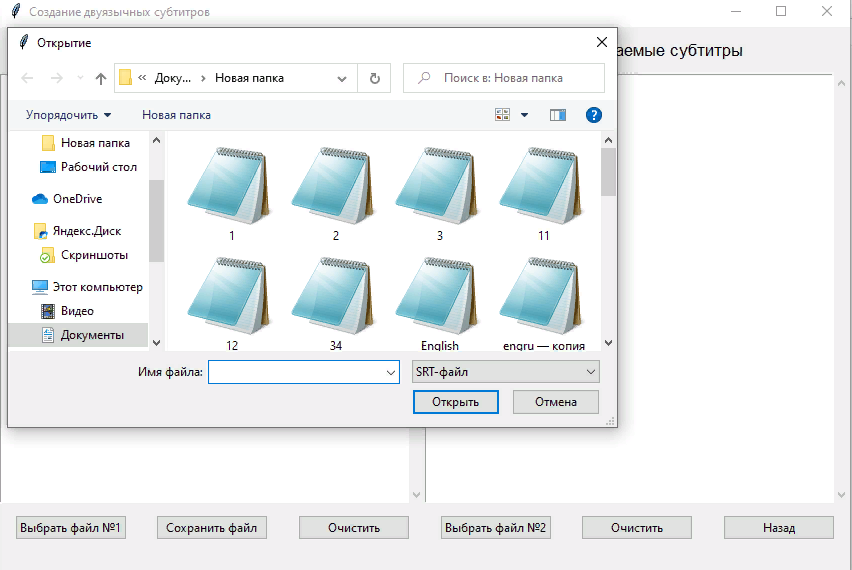 Создание двуязычных субтитров
Открытие
аемые субтитры
« Доку... › Новая папка
Поиск в: Новая папка
Упорядочить
Новая папка
?
Новая папка
Рабочий стол
OneDrive
Яндекс.Диск
Скриншоты
Этот компьютер
Видео
Документы
1
2
3
11
12
34
English
engru — копия
Имя файла:
SRT-файл
Открыть
Отмена
Выбрать файл №1
Сохранить файл
Очистить
Выбрать файл №2
Очистить
Назад